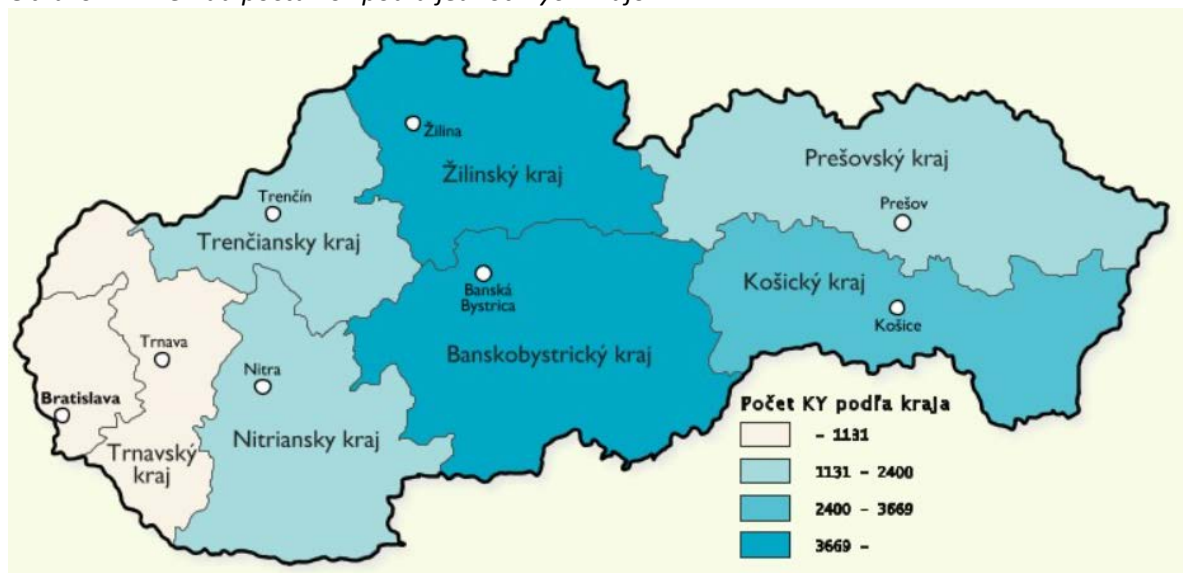 Žilina
Žilinský kraj
Prešovský kraj
Prešov
Trenčín
Trenčiansky kraj
Košický kraj
Košice
Banská
Bystrica
Banskobystrický kraj
Trnava
Nitra
Bratislava
Trnavský
kraj
Nitriansky kraj
Počet KY podľa kraja
– 1131
1131 – 2400
2400 – 3669
3669 –